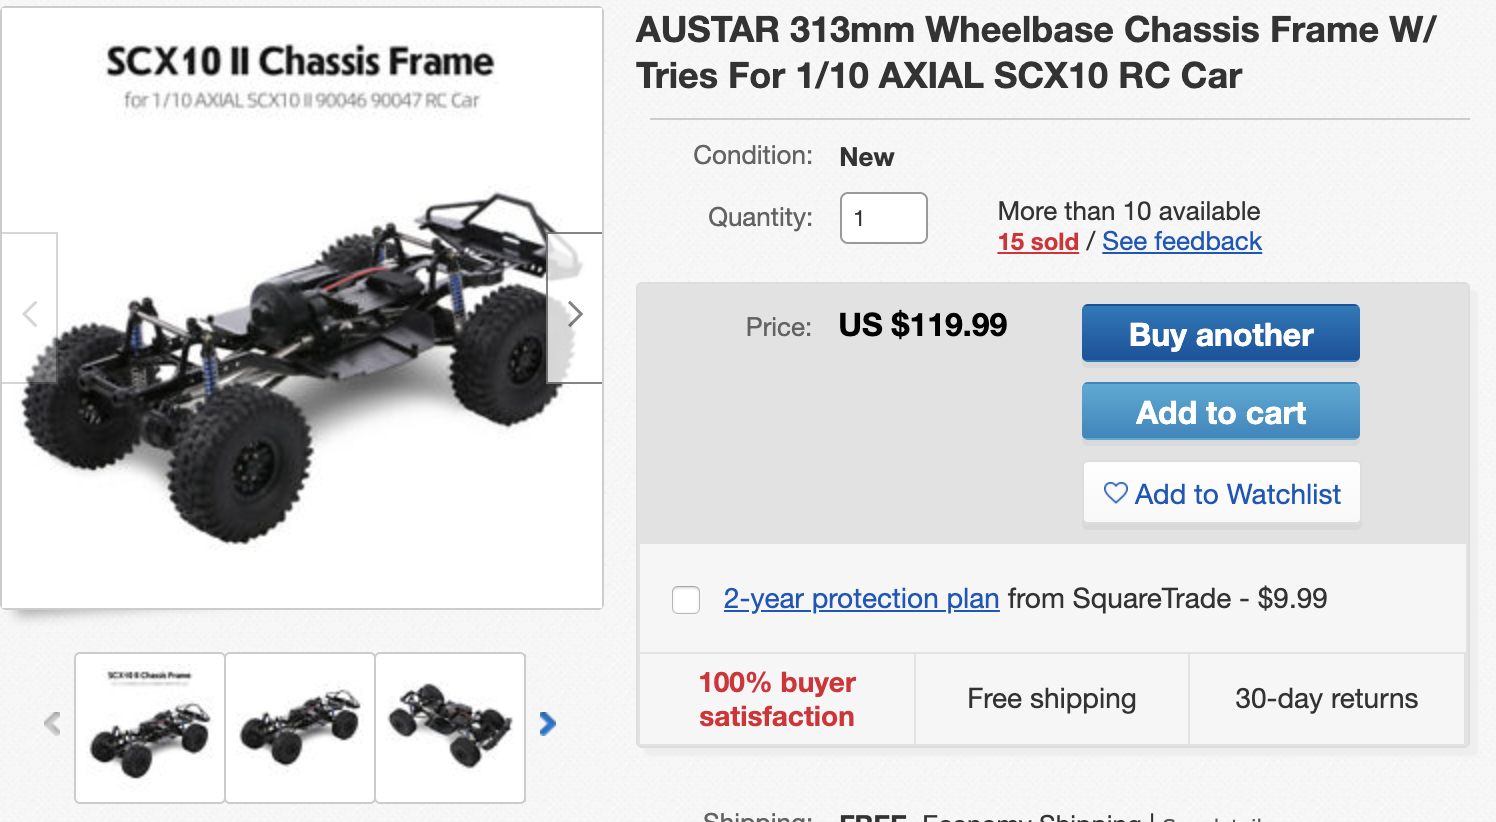 SCX10 II Chassis Frame
for 1/10 AXIAL SCX10 II 90046 90047 RC Car
AUSTAR 313mm Wheelbase Chassis Frame W/
Tries For 1/10 AXIAL SCX10 RC Car
Condition: New
Quantity: 1
More than 10 available
15 sold / See feedback
Price: US $119.99
Buy another
Add to cart
Add to Watchlist
2-year protection plan from SquareTrade - $9.99
100% buyer
satisfaction
Free shipping
30-day returns
SCX10 II Chassis Frame
Shipping: FREE Economy Shipping |